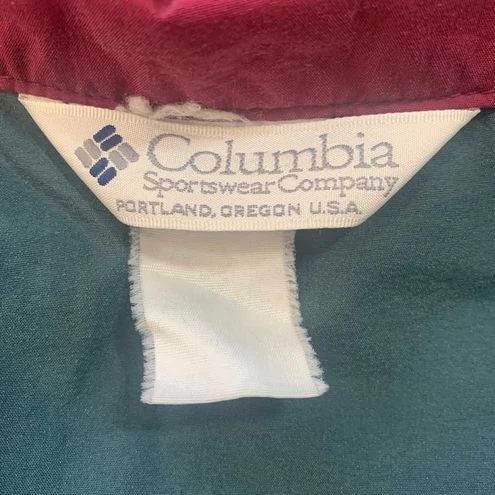 Columbia
Sportswear Company
PORTLAND, OREGON U.S.A.